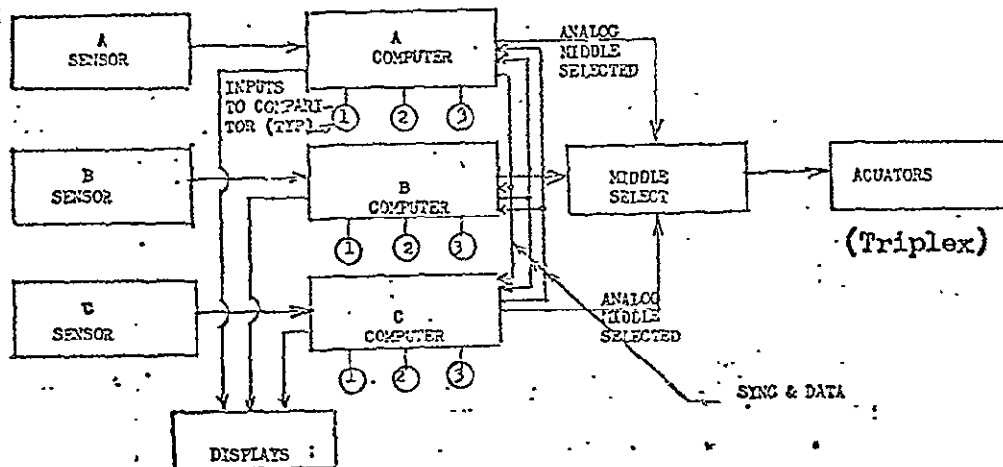 A
SENSOR
A
COMPUTER
ANALOG
MIDDLE
SELECTED
INPUTS
TO COMPARI-
TOR (TYP)
1 2 3
B
SENSOR
B
COMPUTER
MIDDLE
SELECT
ACUATORS
(Triplex)
1 2 3
C
SENSOR
C
COMPUTER
ANALOG
MIDDLE
SELECTED
1 2 3
SYNC & DATA
DISPLAYS